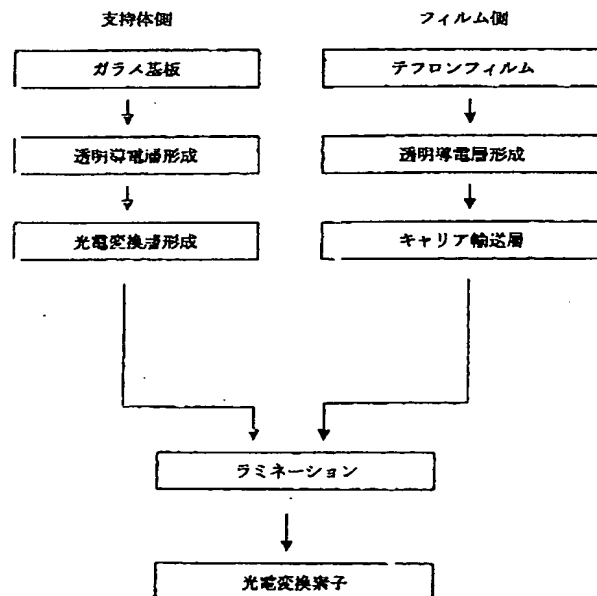 支持体側
フィルム側
ガラス基板
テフロンフィルム
透明導電層形成
透明導電層形成
光電変換層形成
キャリア輸送層
ラミネーション
光電変換素子